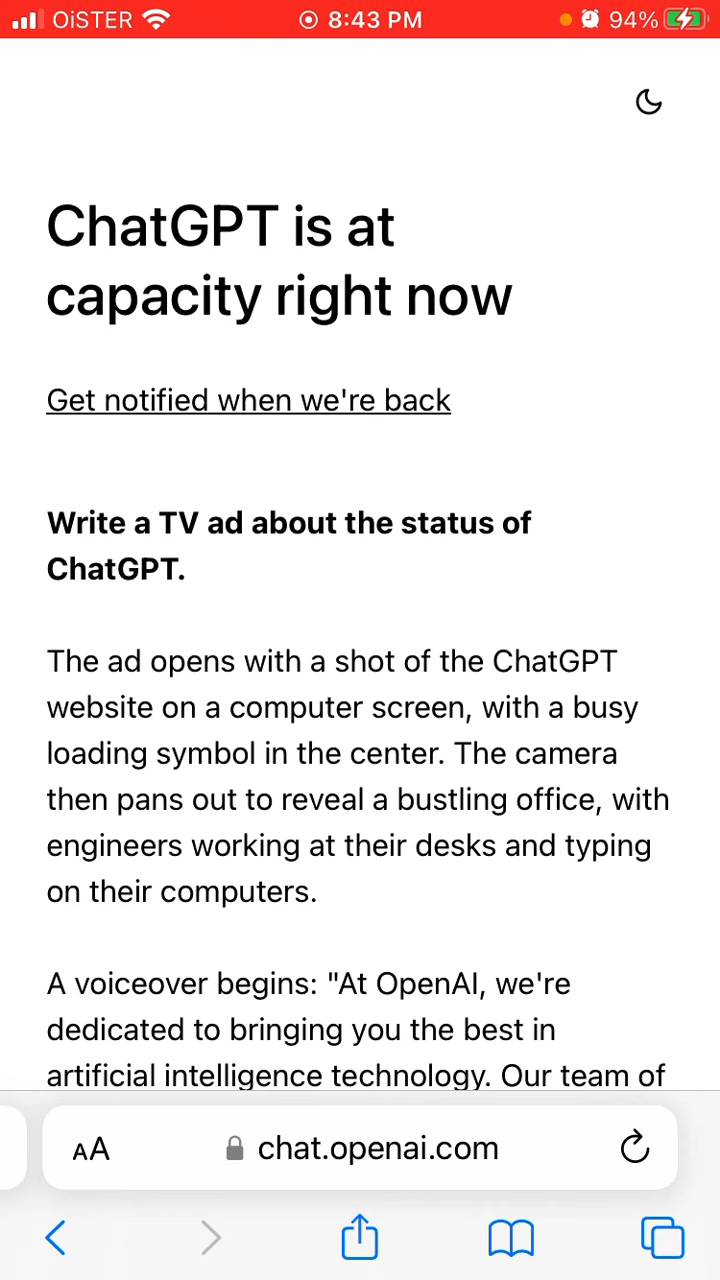 OiSTER 8:43 PM 94%
ChatGPT is at
capacity right now
Get notified when we're back
Write a TV ad about the status of
ChatGPT.
The ad opens with a shot of the ChatGPT
website on a computer screen, with a busy
loading symbol in the center. The camera
then pans out to reveal a bustling office, with
engineers working at their desks and typing
on their computers.
A voiceover begins: "At OpenAI, we're
dedicated to bringing you the best in
artificial intelligence technology. Our team of
AA chat.openai.com